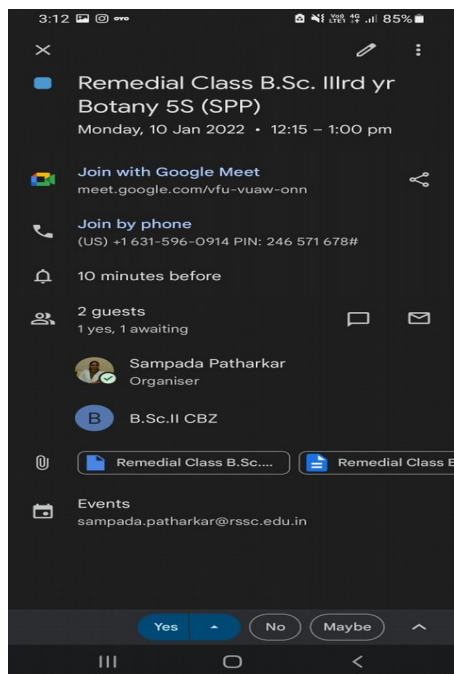 3:12 85%
Remedial Class B.Sc. IIIrd yr
Botany 5S (SPP)
Monday, 10 Jan 2022 • 12:15 – 1:00 pm
Join with Google Meet
meet.google.com/vfu-vuaw-onn
Join by phone
(US) +1 631-596-0914 PIN: 246 571 678#
10 minutes before
2 guests
1 yes, 1 awaiting
Sampada Patharkar
Organiser
B B.Sc.II CBZ
Remedial Class B.Sc.... Remedial Class B
Events
sampada.patharkar@rssc.edu.in
Yes No Maybe